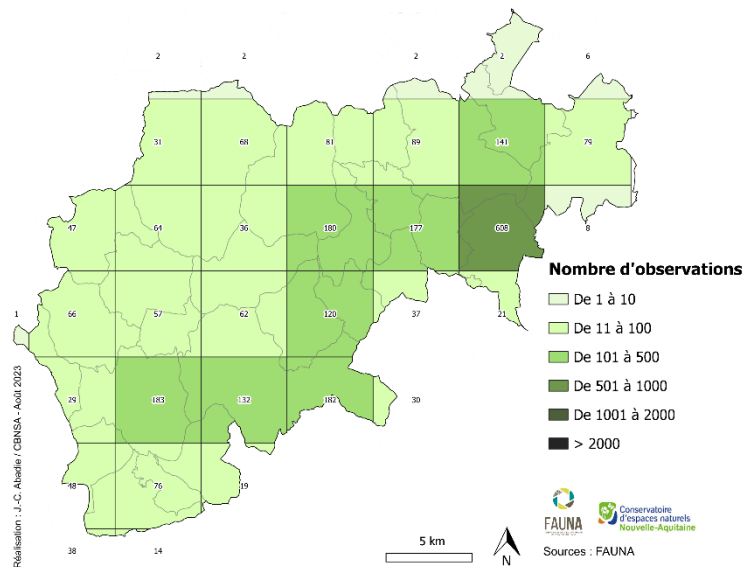 2 2 2 2 6
31 68 81 89 141 79
47 64 36 180 177 608 8
1 66 57 62 120 37 21
29 183 132 182 30
48 76 19
38 14
Nombre d'observations
De 1 à 10
De 11 à 100
De 101 à 500
De 501 à 1000
De 1001 à 2000
> 2000
Réalisation : J.-C. Abadie / CBNSA - Août 2023
5 km
N
FAUNA
Conservatoire
d'espaces naturels
Nouvelle-Aquitaine
Sources : FAUNA